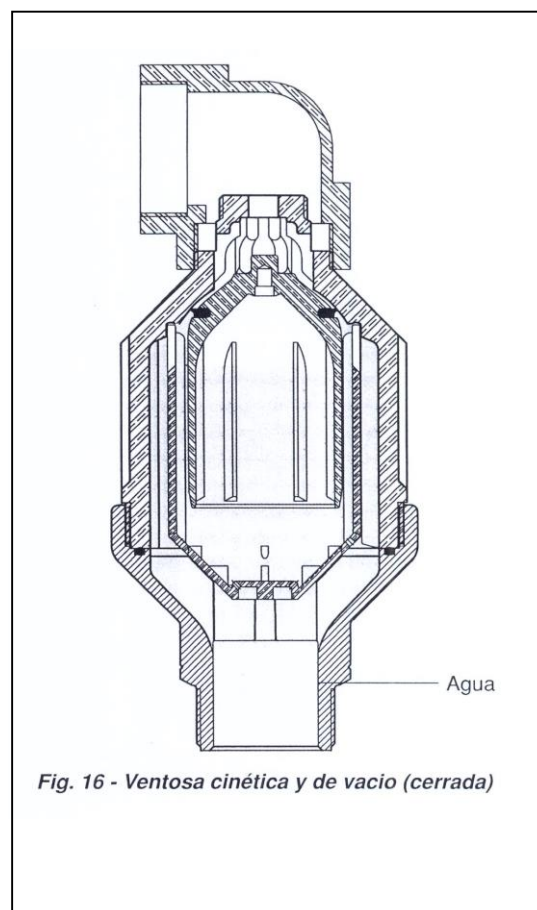 Agua
Fig. 16 - Ventosa cinética y de vacio (cerrada)